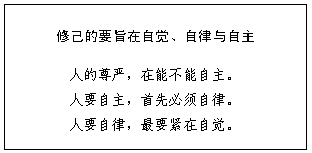 修己的要旨在自觉、自律与自主
人的尊严，在能不能自主。
人要自主，首先必须自律。
人要自律，最要紧在自觉。